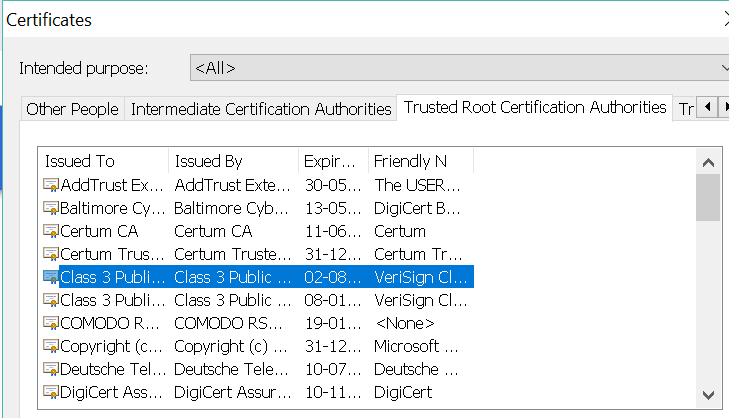 Certificates
Intended purpose: <All>
Other People Intermediate Certification Authorities Trusted Root Certification Authorities Tr
Issued To Issued By Expir... Friendly N
AddTrust Ex... AddTrust Exte... 30-05... The USER...
Baltimore Cy... Baltimore Cyb... 13-05... DigiCert B...
Certum CA Certum CA 11-06... Certum
Certum Trus... Certum Truste... 31-12... Certum Tr...
Class 3 Publi... Class 3 Public ... 02-08... VeriSign Cl...
Class 3 Publi... Class 3 Public ... 08-01... VeriSign Cl...
COMODO R... COMODO RS... 19-01... <None>
Copyright (c... Copyright (c) ... 31-12... Microsoft ...
Deutsche Tel... Deutsche Tele... 10-07... Deutsche ...
DigiCert Ass... DigiCert Assur... 10-11... DigiCert